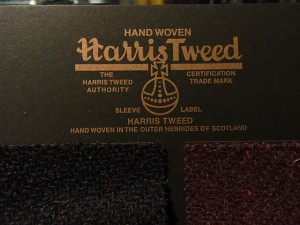 HAND WOVEN
Harris Tweed
THE HARRIS TWEED AUTHORITY
CERTIFICATION TRADE MARK
SLEEVE LABEL
HARRIS TWEED
HAND WOVEN IN THE OUTER HEBRIDES OF SCOTLAND